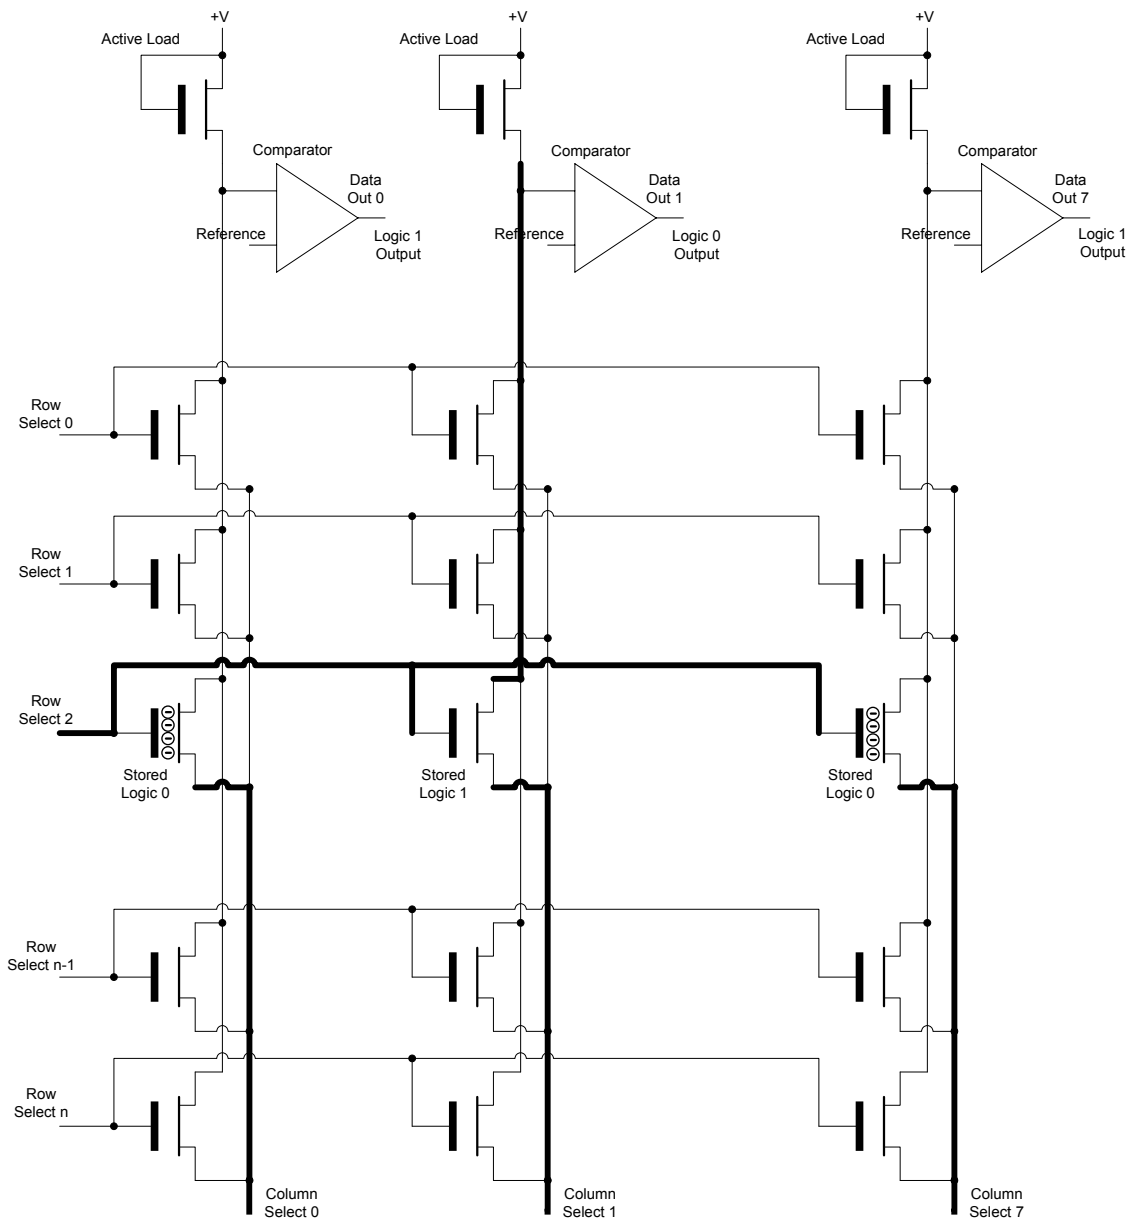 +V
+V
+V
Active Load
Active Load
Active Load
Comparator
Comparator
Comparator
Data
Out 0
Data
Out 1
Data
Out 7
Reference
Reference
Reference
Logic 1
Output
Logic 0
Output
Logic 1
Output
Row
Select 0
Row
Select 1
Row
Select 2
Stored
Logic 0
Stored
Logic 1
Stored
Logic 0
Row
Select n-1
Row
Select n
Column
Select 0
Column
Select 1
Column
Select 7